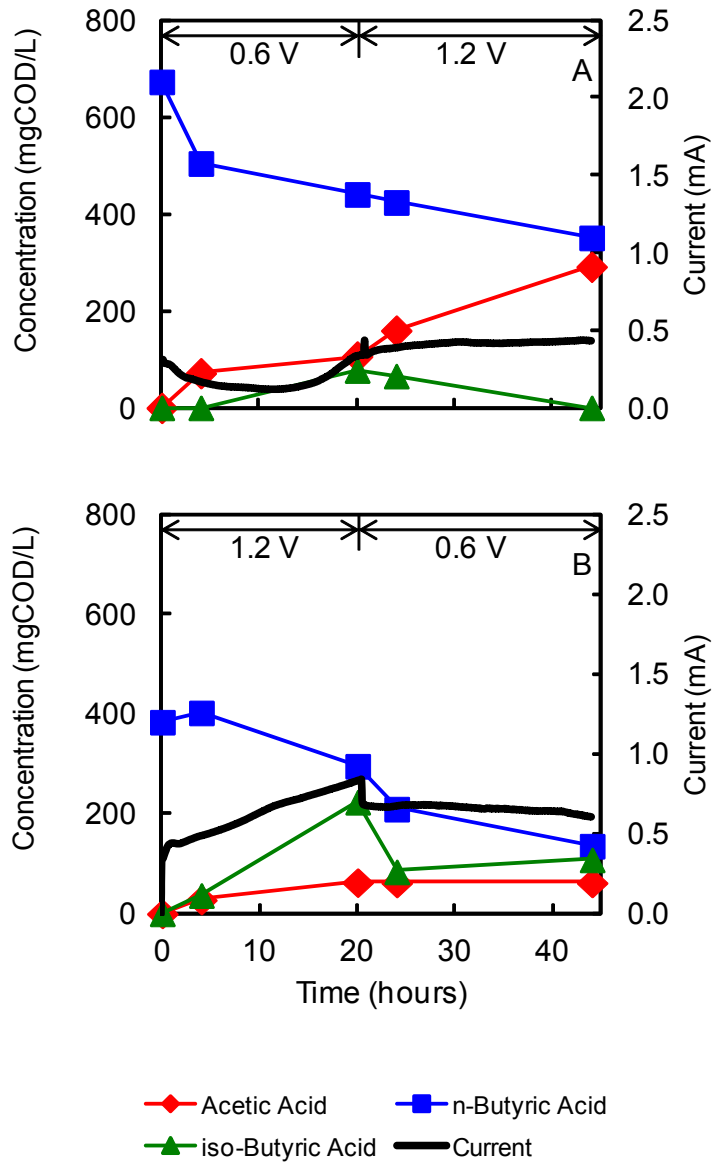 800
600
400
200
0
Concentration (mgCOD/L)
0.6 V
1.2 V
A
2.5
2.0
1.5
1.0
0.5
0.0
Current (mA)
800
600
400
200
0
Concentration (mgCOD/L)
1.2 V
0.6 V
B
2.5
2.0
1.5
1.0
0.5
0.0
Current (mA)
0 10 20 30 40
Time (hours)
Acetic Acid n-Butyric Acid
iso-Butyric Acid Current